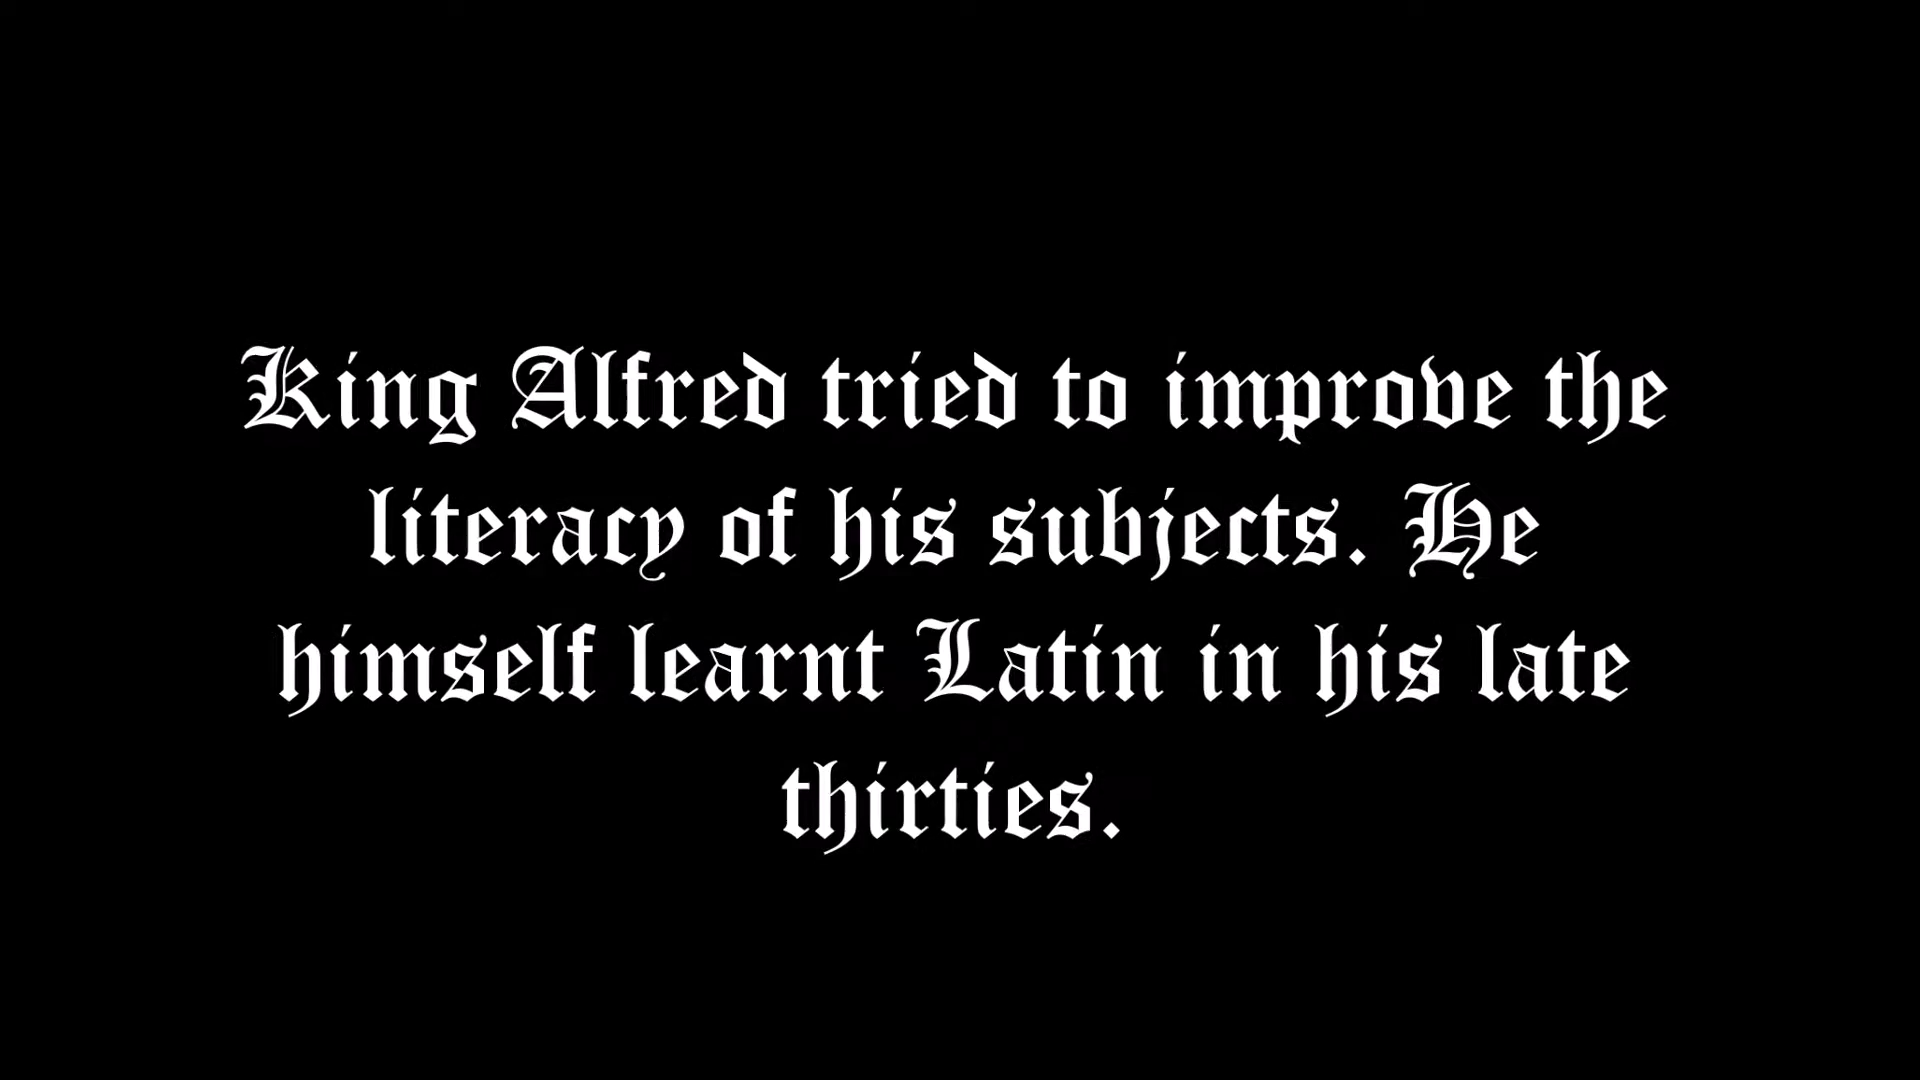 King Alfred tried to improve the
literacy of his subjects. He
himself learnt Latin in his late
thirties.